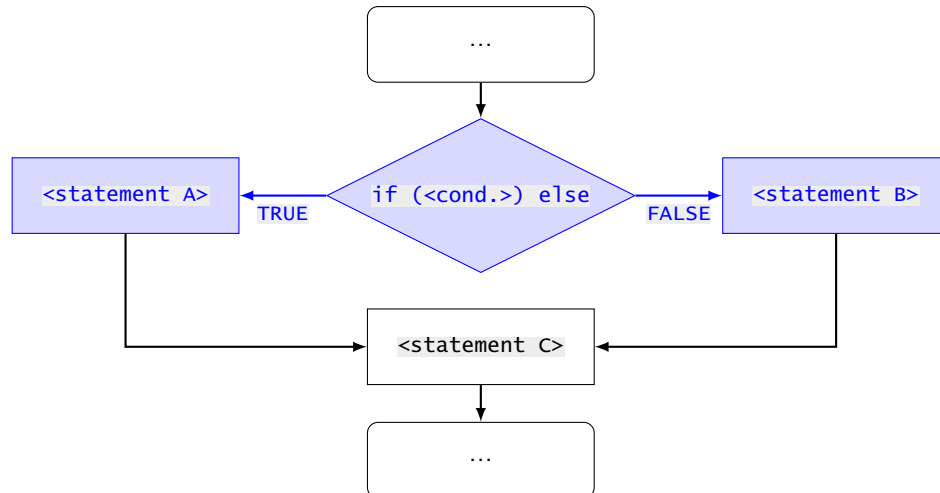 ...
<statement A>
if (<cond.>) else
<statement B>
TRUE
FALSE
<statement C>
...